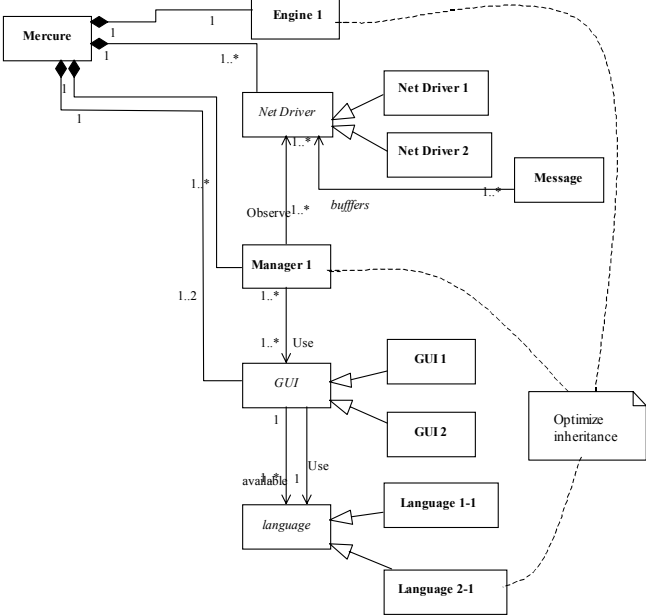 Engine 1
1
Mercure
1
1
1..*
1
Net Driver 1
1
Net Driver
1..*
Net Driver 2
1..*
Message
1..*
bufffers
Observe
1..*
Manager 1
1..*
1..2
1..*
Use
GUI 1
GUI
1
GUI 2
Optimize
inheritance
Use
1..*
1
available
Language 1-1
language
Language 2-1